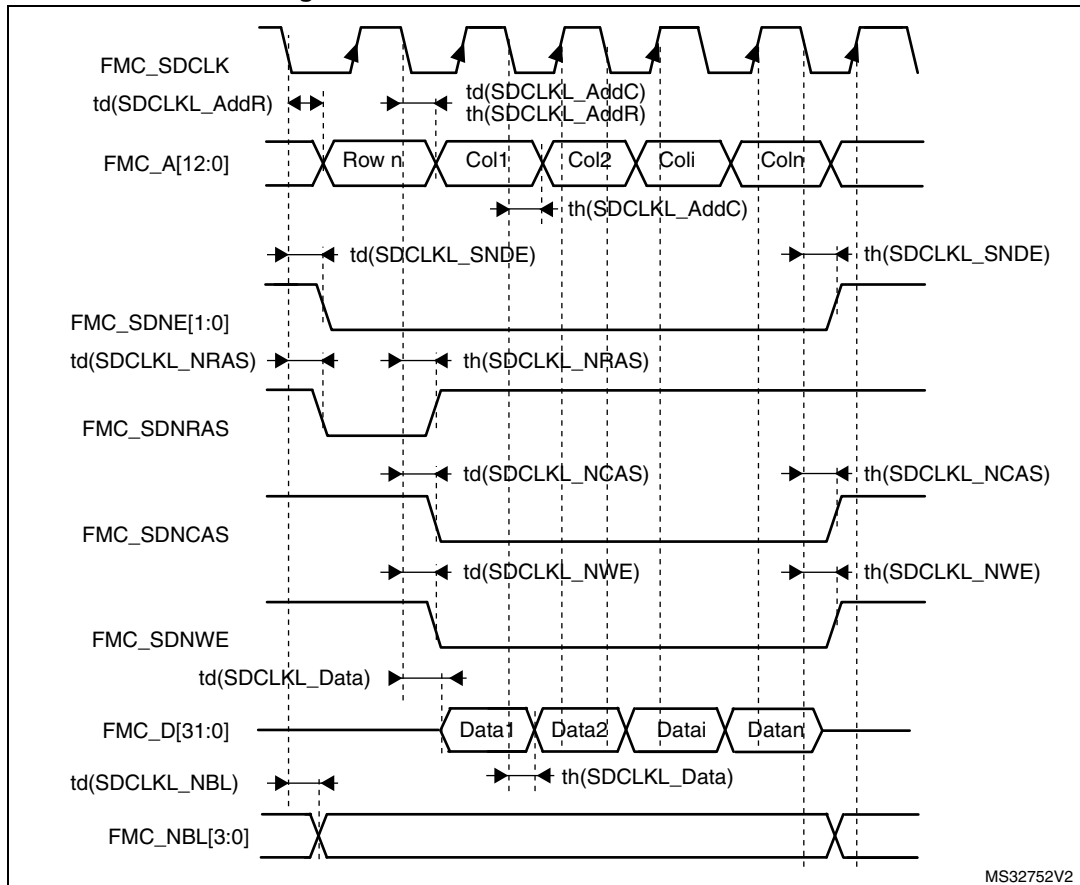 FMC_SDCLK
td(SDCLKL_AddR)
td(SDCLKL_AddC)
th(SDCLKL_AddR)
FMC_A[12:0]
Row n
Col1
Col2
Coli
Coln
th(SDCLKL_AddC)
td(SDCLKL_SNDE)
th(SDCLKL_SNDE)
FMC_SDNE[1:0]
td(SDCLKL_NRAS)
th(SDCLKL_NRAS)
FMC_SDNRAS
td(SDCLKL_NCAS)
th(SDCLKL_NCAS)
FMC_SDNCAS
td(SDCLKL_NWE)
th(SDCLKL_NWE)
FMC_SDNWE
td(SDCLKL_Data)
FMC_D[31:0]
Data1
Data2
Datai
Datan
th(SDCLKL_Data)
td(SDCLKL_NBL)
FMC_NBL[3:0]
MS32752V2